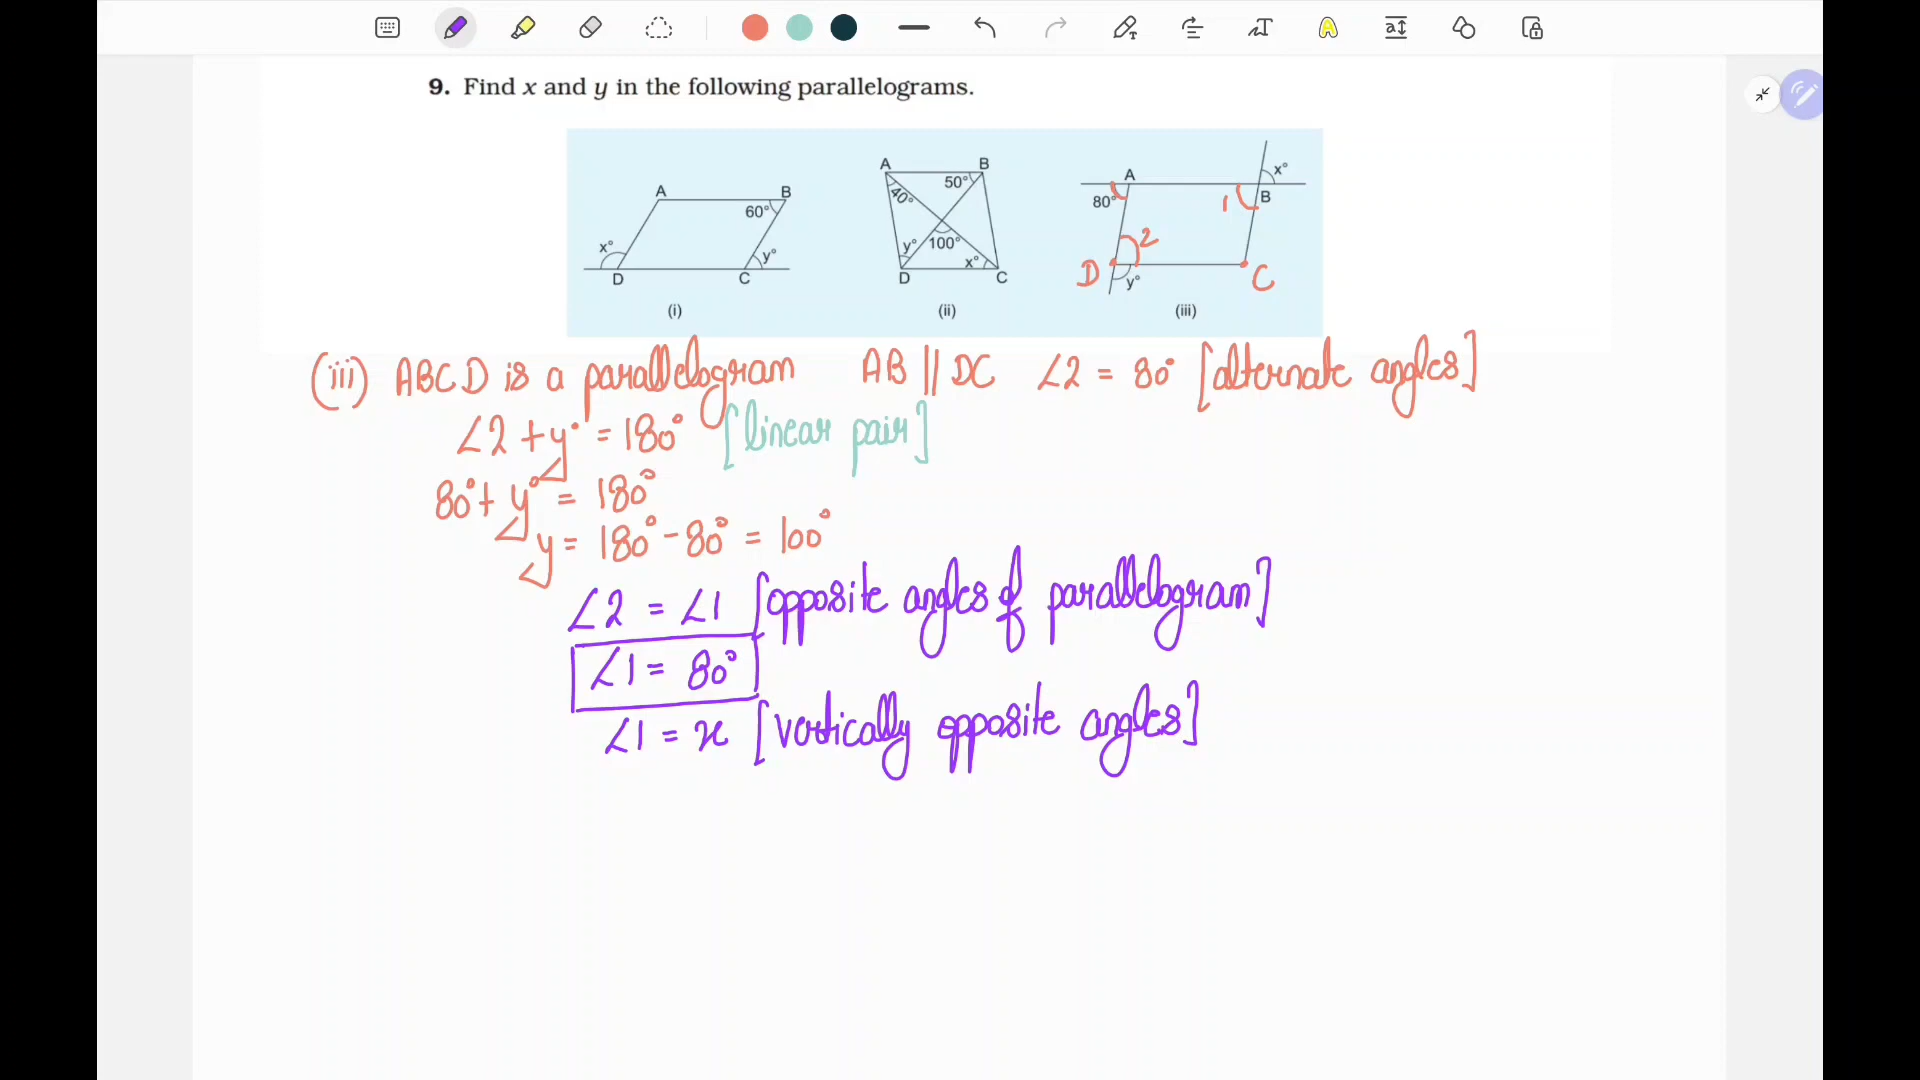 9. Find x and y in the following parallelograms.
A B 60° x° y° D C (i)
A B 50° 40° y° 100° x° D C (ii)
A x° 80° 1 B 2 D y° C (iii)
(iii) ABCD is a parallelogram AB || DC ∠2 = 80° [alternate angles]
∠2 + y° = 180° [linear pair]
80° + y° = 180°
y = 180° - 80° = 100°
∠2 = ∠1 [opposite angles of parallelogram]
∠1 = 80°
∠1 = x [vertically opposite angles]